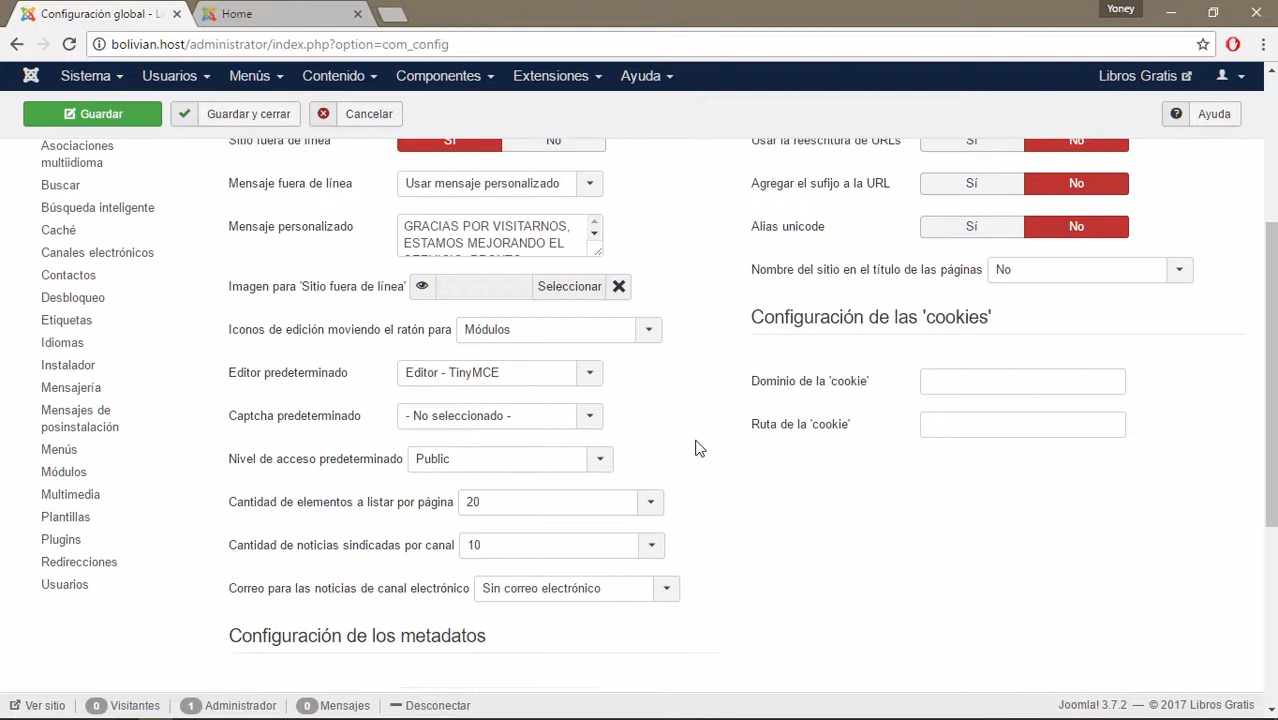 Configuración global - Li
Home
Yoney
bolivian.host/administrator/index.php?option=com_config
Sistema
Usuarios
Menús
Contenido
Componentes
Extensiones
Ayuda
Libros Gratis
Guardar
Guardar y cerrar
Cancelar
Ayuda
Asociaciones
multiidioma
Buscar
Búsqueda inteligente
Caché
Canales electrónicos
Contactos
Desbloqueo
Etiquetas
Idiomas
Instalador
Mensajería
Mensajes de
posinstalación
Menús
Módulos
Multimedia
Plantillas
Plugins
Redirecciones
Usuarios
Sitio fuera de línea Sí No
Mensaje fuera de línea Usar mensaje personalizado
Mensaje personalizado GRACIAS POR VISITARNOS,
ESTAMOS MEJORANDO EL
SERVICIO, PRONTO
Imagen para 'Sitio fuera de línea' Seleccionar
Iconos de edición moviendo el ratón para Módulos
Editor predeterminado Editor - TinyMCE
Captcha predeterminado - No seleccionado -
Nivel de acceso predeterminado Public
Cantidad de elementos a listar por página 20
Cantidad de noticias sindicadas por canal 10
Correo para las noticias de canal electrónico Sin correo electrónico
Configuración de los metadatos
Usar la reescritura de URLs Sí No
Agregar el sufijo a la URL Sí No
Alias unicode Sí No
Nombre del sitio en el título de las páginas No
Configuración de las 'cookies'
Dominio de la 'cookie'
Ruta de la 'cookie'
Ver sitio 0 Visitantes 1 Administrador 0 Mensajes Desconectar
Joomla! 3.7.2 — © 2017 Libros Gratis